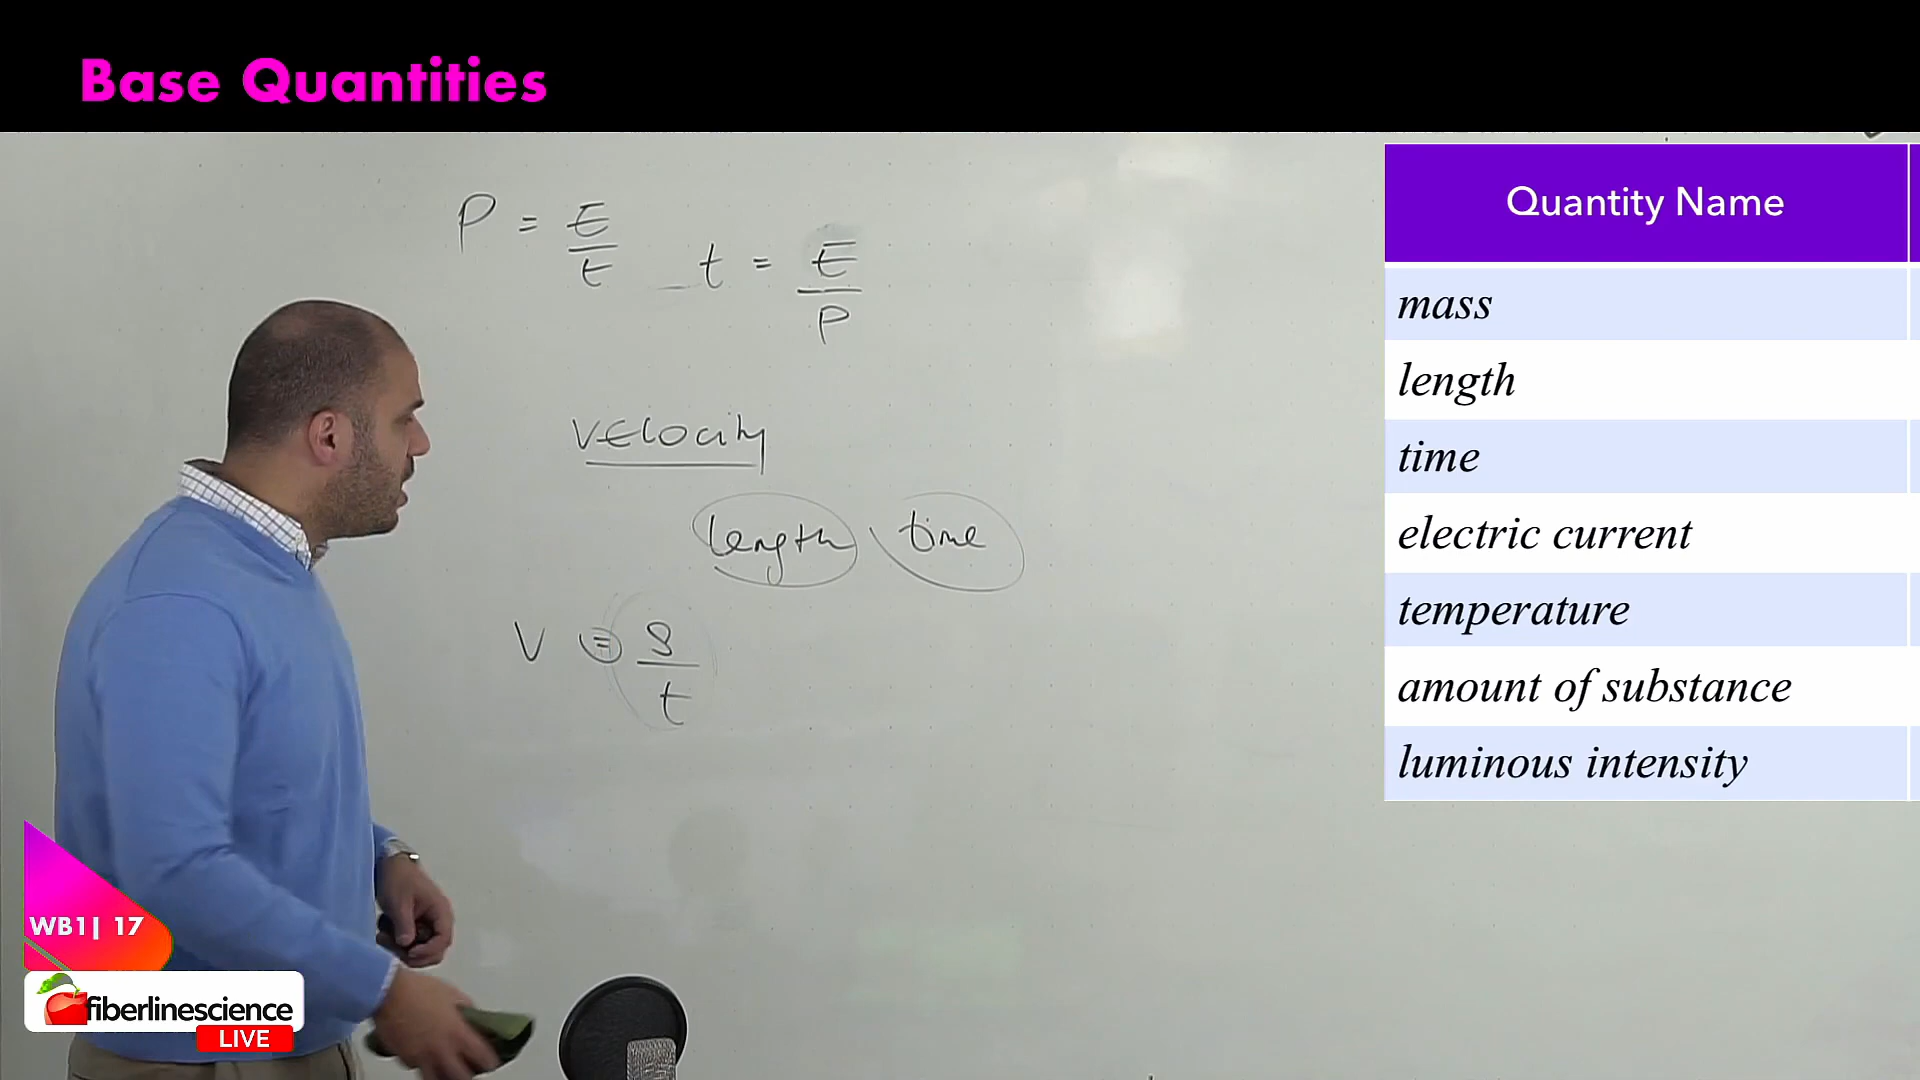 Base Quantities
P = E/t
t = E/P
velocity
length time
V = s/t
Quantity Name
mass
length
time
electric current
temperature
amount of substance
luminous intensity
WB1| 17
fiberlinescience
LIVE